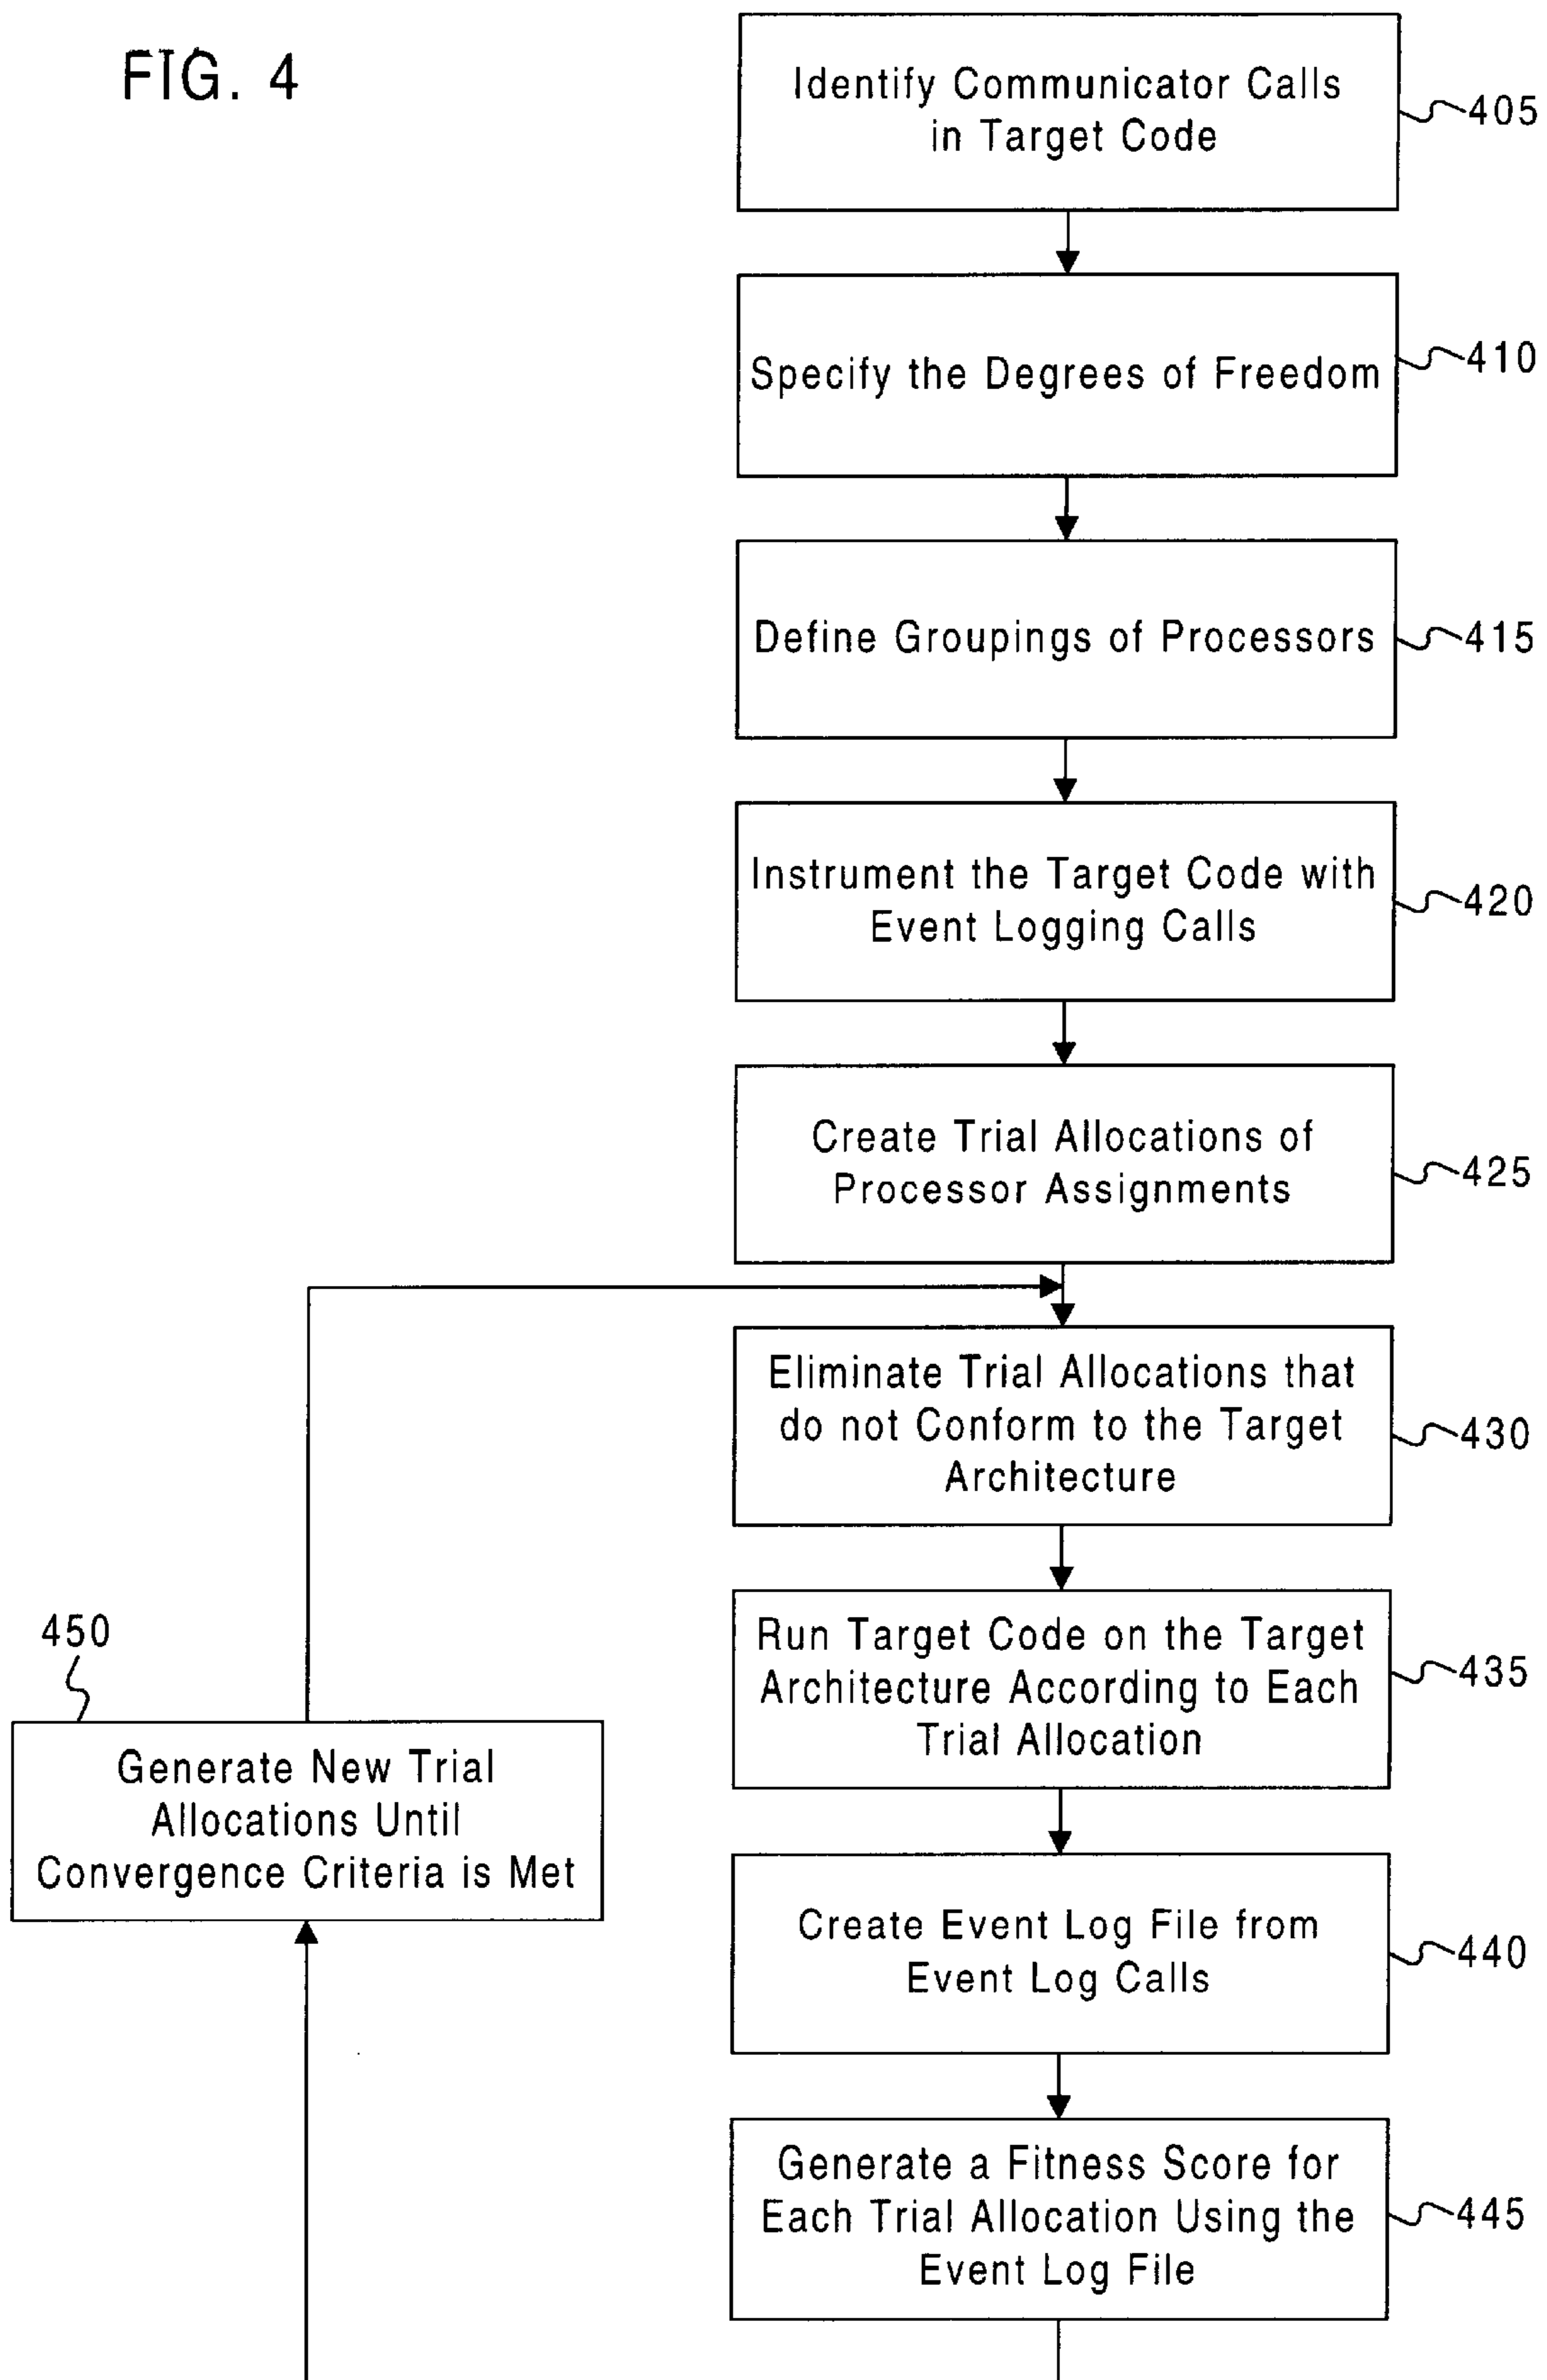 FIG. 4
Identify Communicator Calls
in Target Code
405
Specify the Degrees of Freedom
410
Define Groupings of Processors
415
Instrument the Target Code with
Event Logging Calls
420
Create Trial Allocations of
Processor Assignments
425
Eliminate Trial Allocations that
do not Conform to the Target
Architecture
430
Run Target Code on the Target
Architecture According to Each
Trial Allocation
435
450
Generate New Trial
Allocations Until
Convergence Criteria is Met
Create Event Log File from
Event Log Calls
440
Generate a Fitness Score for
Each Trial Allocation Using the
Event Log File
445